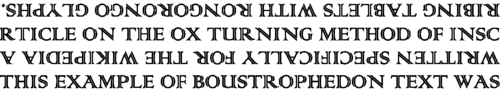 THIS EXAMPLE OF BOUSTROPHEDON TEXT WAS
WRITTEN SPECIFICALLY FOR THE WIKIPEDIA A
RTICLE ON THE OX TURNING METHOD OF INSC
RIBING TABLETS WITH RONGORONGO GLYPHS.